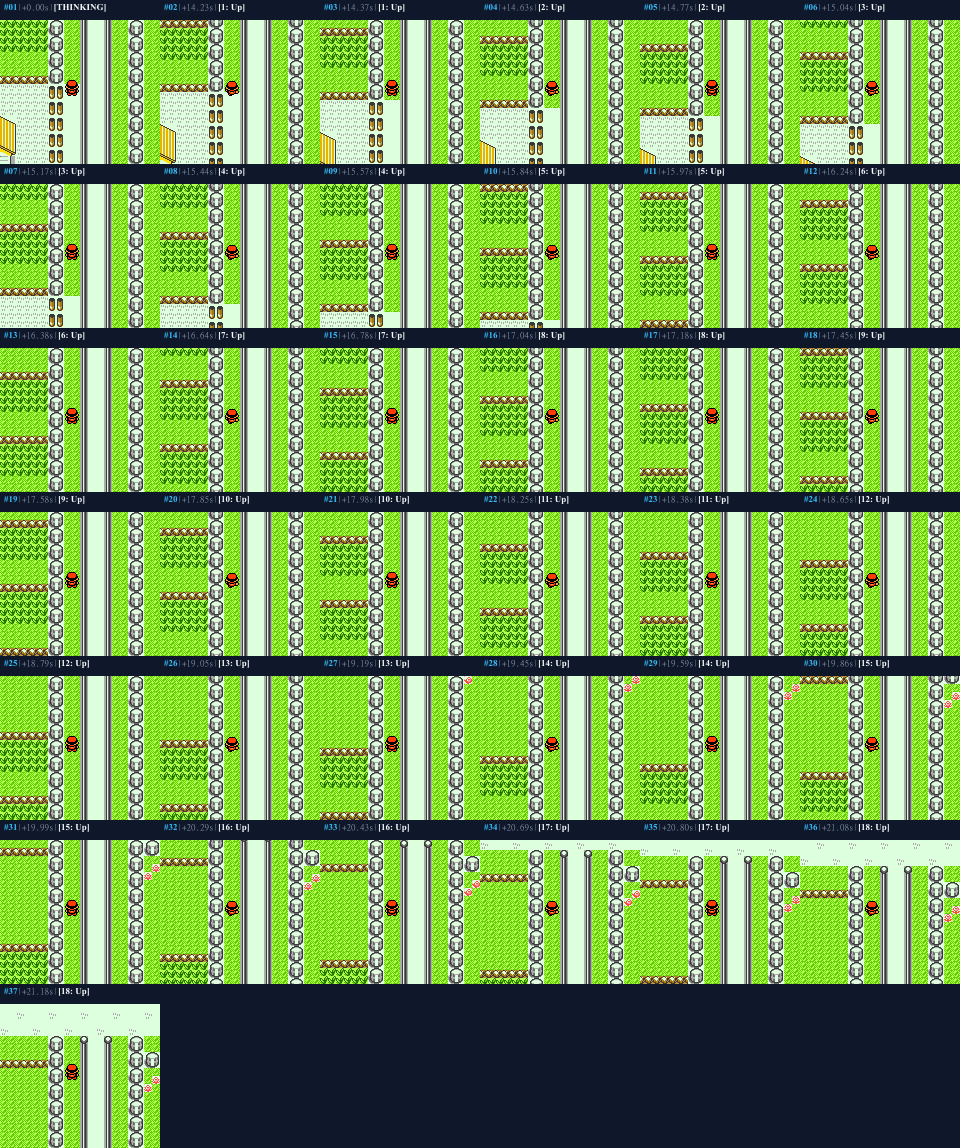 #01|+0.00s|[THINKING] #02|+14.23s|[1: Up] #03|+14.37s|[1: Up] #04|+14.63s|[2: Up] #05|+14.77s|[2: Up] #06|+15.04s|[3: Up]
#07|+15.17s|[3: Up] #08|+15.44s|[4: Up] #09|+15.57s|[4: Up] #10|+15.84s|[5: Up] #11|+15.97s|[5: Up] #12|+16.24s|[6: Up]
#13|+16.38s|[6: Up] #14|+16.64s|[7: Up] #15|+16.78s|[7: Up] #16|+17.04s|[8: Up] #17|+17.18s|[8: Up] #18|+17.45s|[9: Up]
#19|+17.58s|[9: Up] #20|+17.85s|[10: Up] #21|+17.98s|[10: Up] #22|+18.25s|[11: Up] #23|+18.38s|[11: Up] #24|+18.65s|[12: Up]
#25|+18.79s|[12: Up] #26|+19.05s|[13: Up] #27|+19.19s|[13: Up] #28|+19.45s|[14: Up] #29|+19.59s|[14: Up] #30|+19.86s|[15: Up]
#31|+19.99s|[15: Up] #32|+20.29s|[16: Up] #33|+20.43s|[16: Up] #34|+20.69s|[17: Up] #35|+20.80s|[17: Up] #36|+21.08s|[18: Up]
#37|+21.18s|[18: Up]